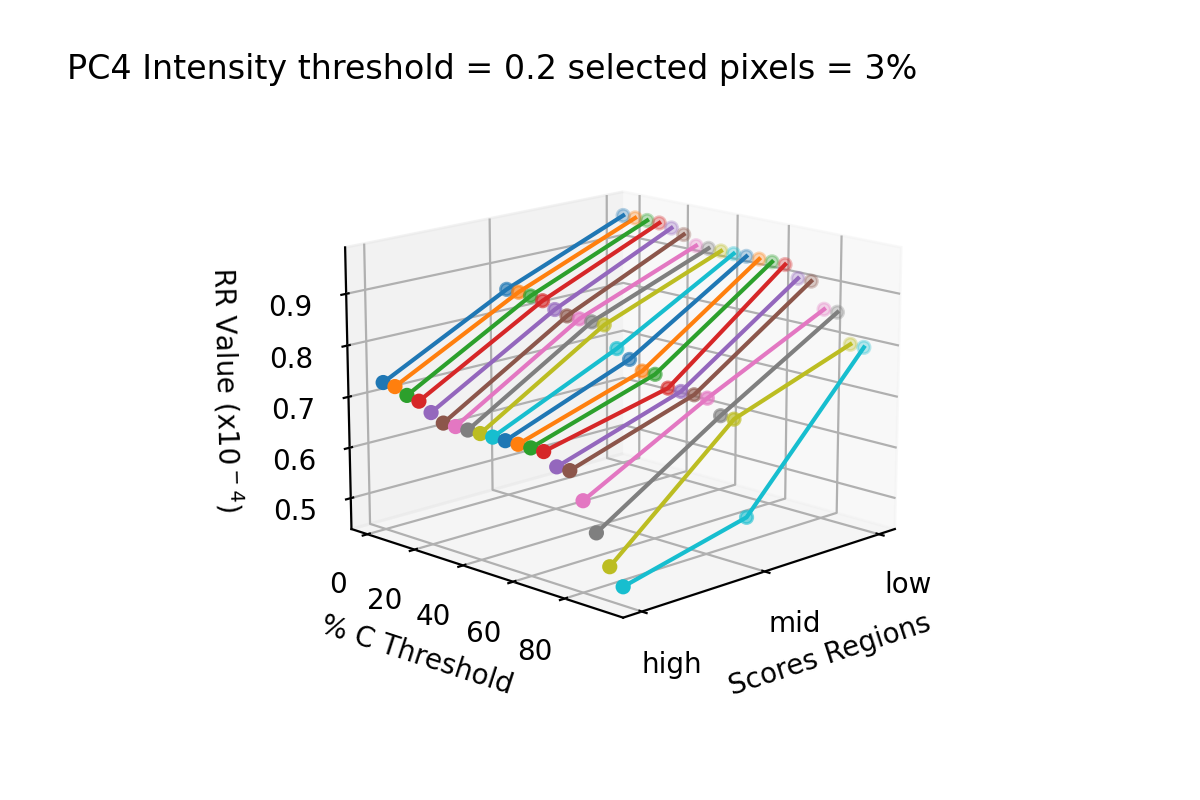 PC4 Intensity threshold = 0.2 selected pixels = 3%
RR Value (x10⁻⁴)
0.9
0.8
0.7
0.6
0.5
0
20
40
60
80
% C Threshold
high
mid
low
Scores Regions